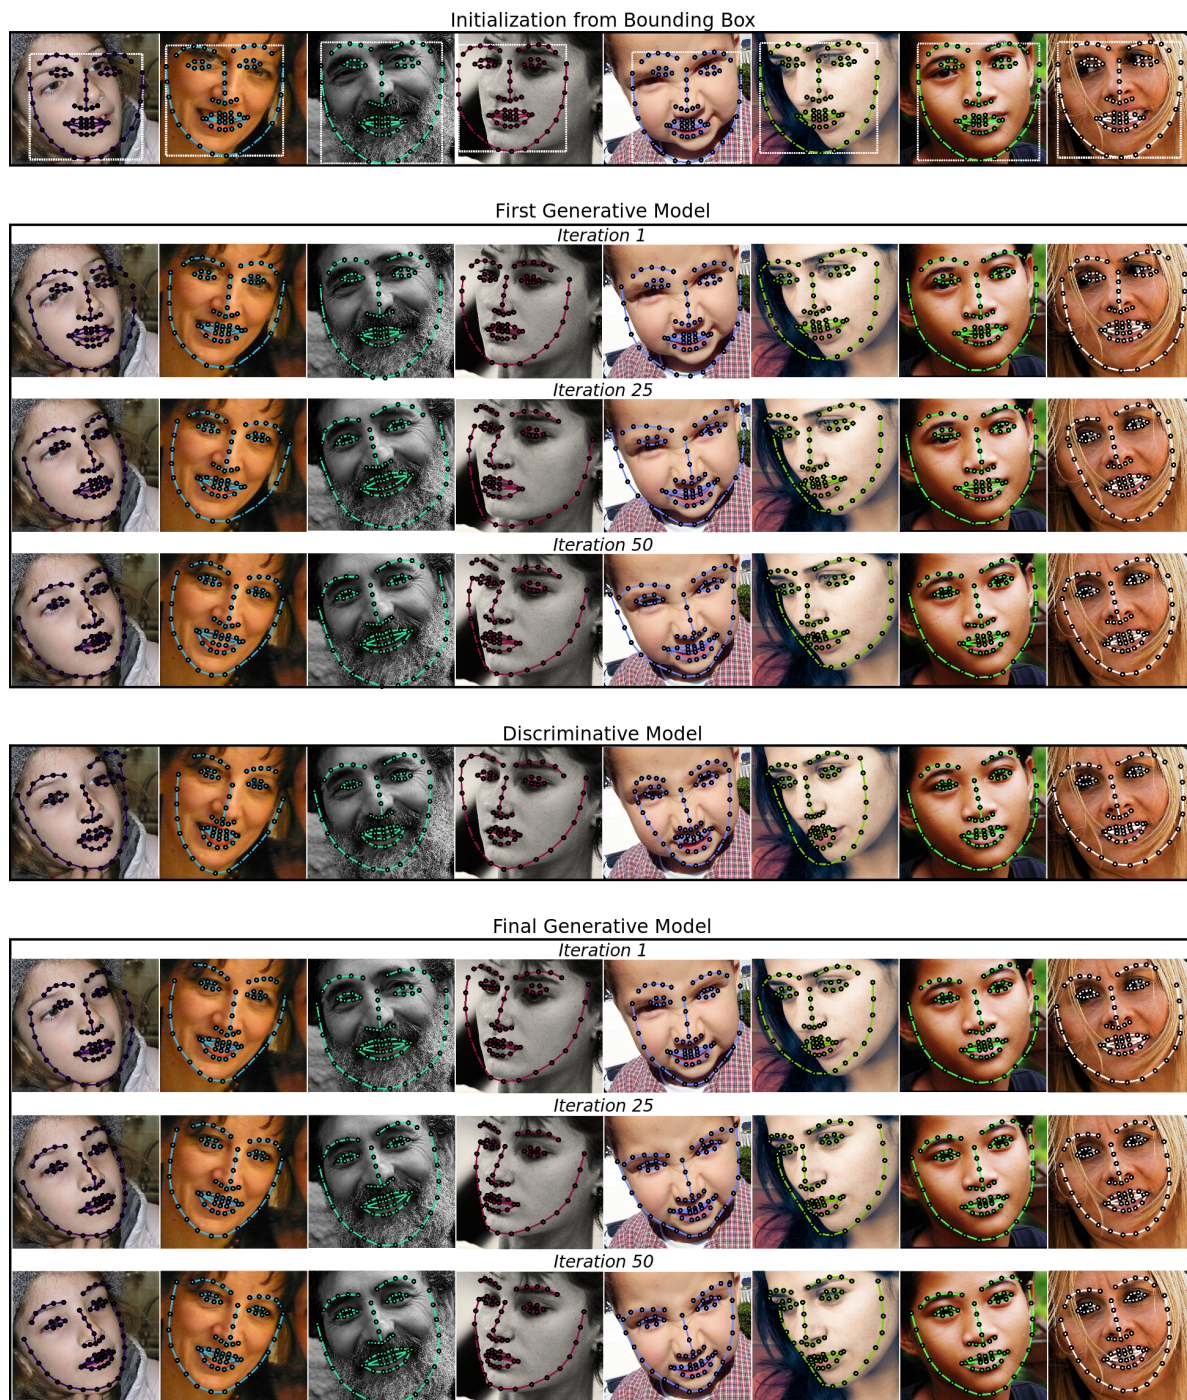 Initialization from Bounding Box
First Generative Model
Iteration 1
Iteration 25
Iteration 50
Discriminative Model
Final Generative Model
Iteration 1
Iteration 25
Iteration 50